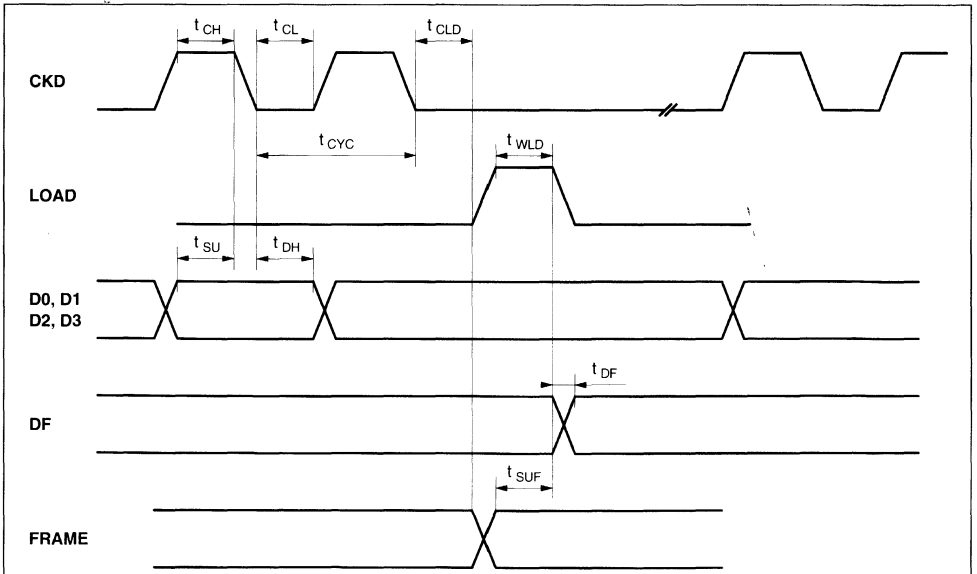 t CH t CL t CLD
CKD
t CYC t WLD
LOAD
t SU t DH
D0, D1
D2, D3
t DF
DF
t SUF
FRAME